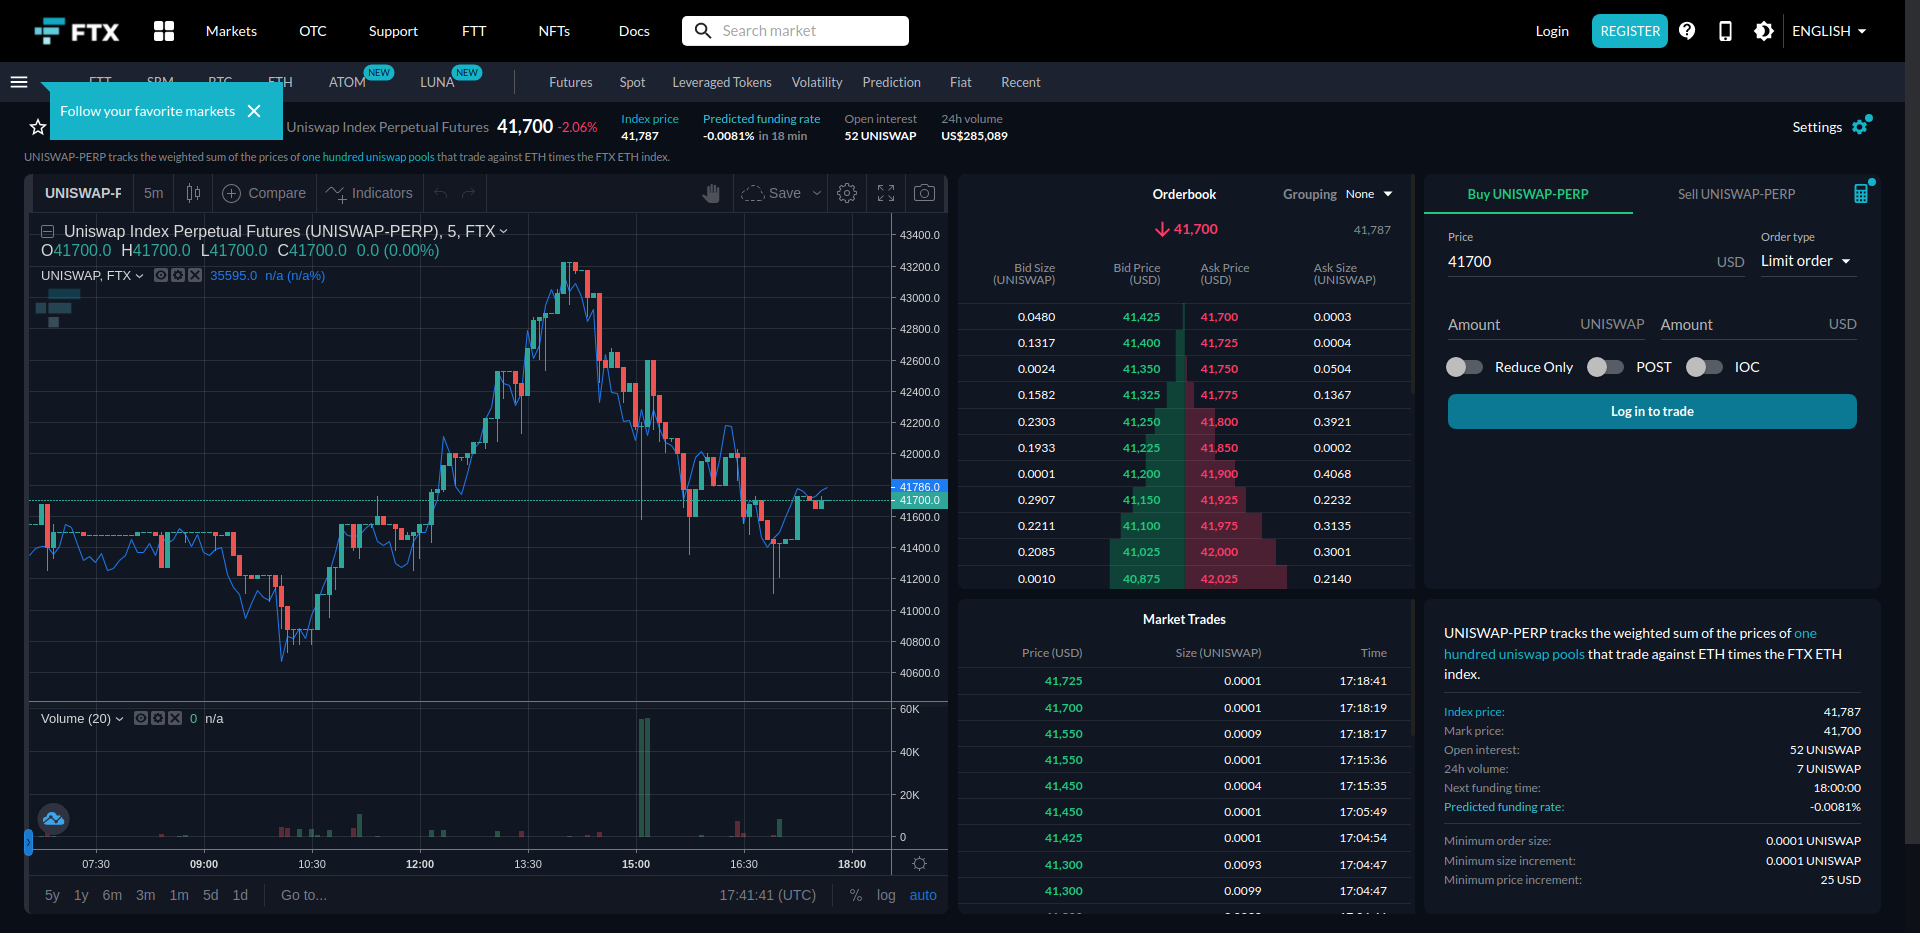 FTX Markets OTC Support FTT NFTs Docs Search market Login REGISTER ENGLISH
ATOM NEW LUNA NEW Futures Spot Leveraged Tokens Volatility Prediction Fiat Recent
Follow your favorite markets
Uniswap Index Perpetual Futures 41,700 -2.06%
Index price
41,787
Predicted funding rate
-0.0081% in 18 min
Open interest
52 UNISWAP
24h volume
US$285,089
Settings
UNISWAP-PERP tracks the weighted sum of the prices of one hundred uniswap pools that trade against ETH times the FTX ETH index.
UNISWAP-P 5m Compare Indicators Save
Uniswap Index Perpetual Futures (UNISWAP-PERP), 5, FTX
O41700.0 H41700.0 L41700.0 C41700.0 0.0 (0.00%)
UNISWAP, FTX 35595.0 n/a (n/a%)
43400.0
43200.0
43000.0
42800.0
42600.0
42400.0
42200.0
42000.0
41786.0
41700.0
41600.0
41400.0
41200.0
41000.0
40800.0
40600.0
Volume (20) 0 n/a
60K
40K
20K
0
07:30 09:00 10:30 12:00 13:30 15:00 16:30 18:00
5y 1y 6m 3m 1m 5d 1d Go to... 17:41:41 (UTC) % log auto
Orderbook Grouping None
41,700 41,787
Bid Size Bid Price Ask Price Ask Size
(UNISWAP) (USD) (USD) (UNISWAP)
0.0480 41,425 41,700 0.0003
0.1317 41,400 41,725 0.0004
0.0024 41,350 41,750 0.0504
0.1582 41,325 41,775 0.1367
0.2303 41,250 41,800 0.3921
0.1933 41,225 41,850 0.0002
0.0001 41,200 41,900 0.4068
0.2907 41,150 41,925 0.2232
0.2211 41,100 41,975 0.3135
0.2085 41,025 42,000 0.3001
0.0010 40,875 42,025 0.2140
Market Trades
Price (USD) Size (UNISWAP) Time
41,725 0.0001 17:18:41
41,700 0.0001 17:18:19
41,550 0.0009 17:18:17
41,550 0.0001 17:15:36
41,450 0.0004 17:15:35
41,450 0.0001 17:05:49
41,425 0.0001 17:04:54
41,300 0.0093 17:04:47
41,300 0.0099 17:04:47
Buy UNISWAP-PERP Sell UNISWAP-PERP
Price Order type
41700 USD Limit order
Amount UNISWAP Amount USD
Reduce Only POST IOC
Log in to trade
UNISWAP-PERP tracks the weighted sum of the prices of one
hundred uniswap pools that trade against ETH times the FTX ETH
index.
Index price: 41,787
Mark price: 41,700
Open interest: 52 UNISWAP
24h volume: 7 UNISWAP
Next funding time: 18:00:00
Predicted funding rate: -0.0081%
Minimum order size: 0.0001 UNISWAP
Minimum size increment: 0.0001 UNISWAP
Minimum price increment: 25 USD